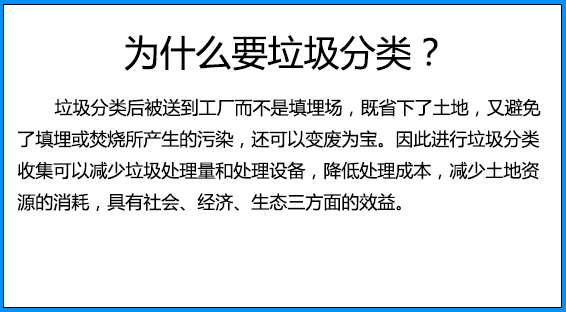 为什么要垃圾分类？
垃圾分类后被送到工厂而不是填埋场，既省下了土地，又避免
了填埋或焚烧所产生的污染，还可以变废为宝。因此进行垃圾分类
收集可以减少垃圾处理量和处理设备，降低处理成本，减少土地资
源的消耗，具有社会、经济、生态三方面的效益。